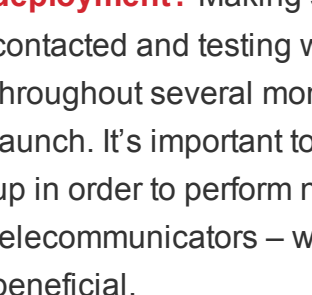 deployment? Making
contacted and testing w
hroughout several mor
aunch. It's important to
up in order to perform n
elecommunicators – w
beneficial.